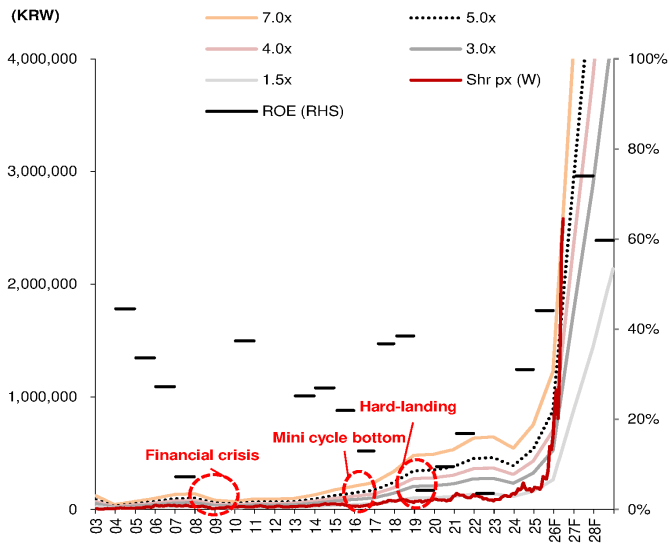 (KRW)
7.0x
5.0x
4.0x
3.0x
1.5x
Shr px (W)
ROE (RHS)
4,000,000
100%
3,000,000
80%
60%
2,000,000
40%
1,000,000
20%
Hard-landing
Mini cycle bottom
Financial crisis
0
0%
03 04 05 06 07 08 09 10 11 12 13 14 15 16 17 18 19 20 21 22 23 24 25 26F 27F 28F